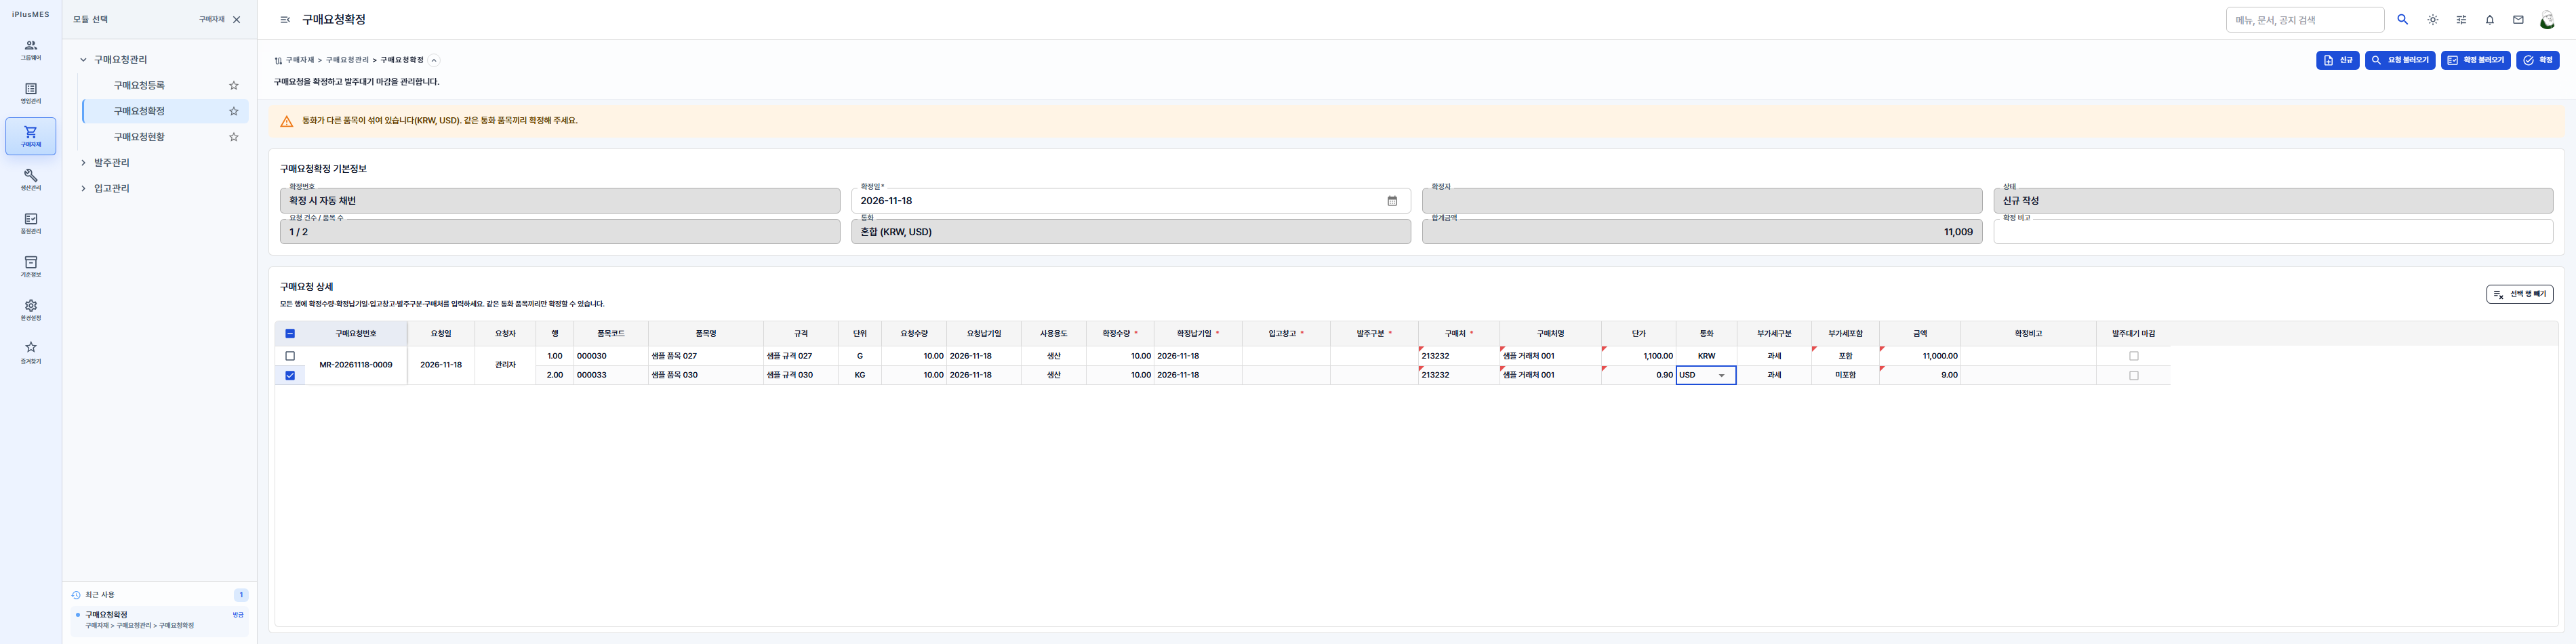 iPlusMES
그룹웨어
영업관리
구매자재
생산관리
품질관리
기준정보
환경설정
즐겨찾기
모듈 선택
구매자재
구매요청관리
구매요청등록
구매요청확정
구매요청현황
발주관리
입고관리
최근 사용
1
구매요청확정
방금
구매자재 > 구매요청관리 > 구매요청확정
구매요청확정
메뉴, 문서, 공지 검색
구매자재 > 구매요청관리 > 구매요청확정
구매요청을 확정하고 발주대기 마감을 관리합니다.
신규
요청 불러오기
확정 불러오기
확정
통화가 다른 품목이 섞여 있습니다(KRW, USD). 같은 통화 품목끼리 확정해 주세요.
구매요청확정 기본정보
확정번호
확정 시 자동 채번
확정일*
2026-11-18
확정자
상태
신규 작성
요청 건수 / 품목 수
1 / 2
통화
혼합 (KRW, USD)
합계금액
11,009
확정 비고
구매요청 상세
모든 행에 확정수량·확정납기일·입고창고·발주구분·구매처를 입력하세요. 같은 통화 품목끼리만 확정할 수 있습니다.
선택 행 빼기
구매요청번호 요청일 요청자 행 품목코드 품목명 규격 단위 요청수량 요청납기일 사용용도 확정수량 * 확정납기일 * 입고창고 * 발주구분 * 구매처 * 구매처명 단가 통화 부가세구분 부가세포함 금액 확정비고 발주대기 마감
MR-20261118-0009 2026-11-18 관리자
1.00 000030 샘플 품목 027 샘플 규격 027 G 10.00 2026-11-18 생산 10.00 2026-11-18 213232 샘플 거래처 001 1,100.00 KRW 과세 포함 11,000.00
2.00 000033 샘플 품목 030 샘플 규격 030 KG 10.00 2026-11-18 생산 10.00 2026-11-18 213232 샘플 거래처 001 0.90 USD 과세 미포함 9.00